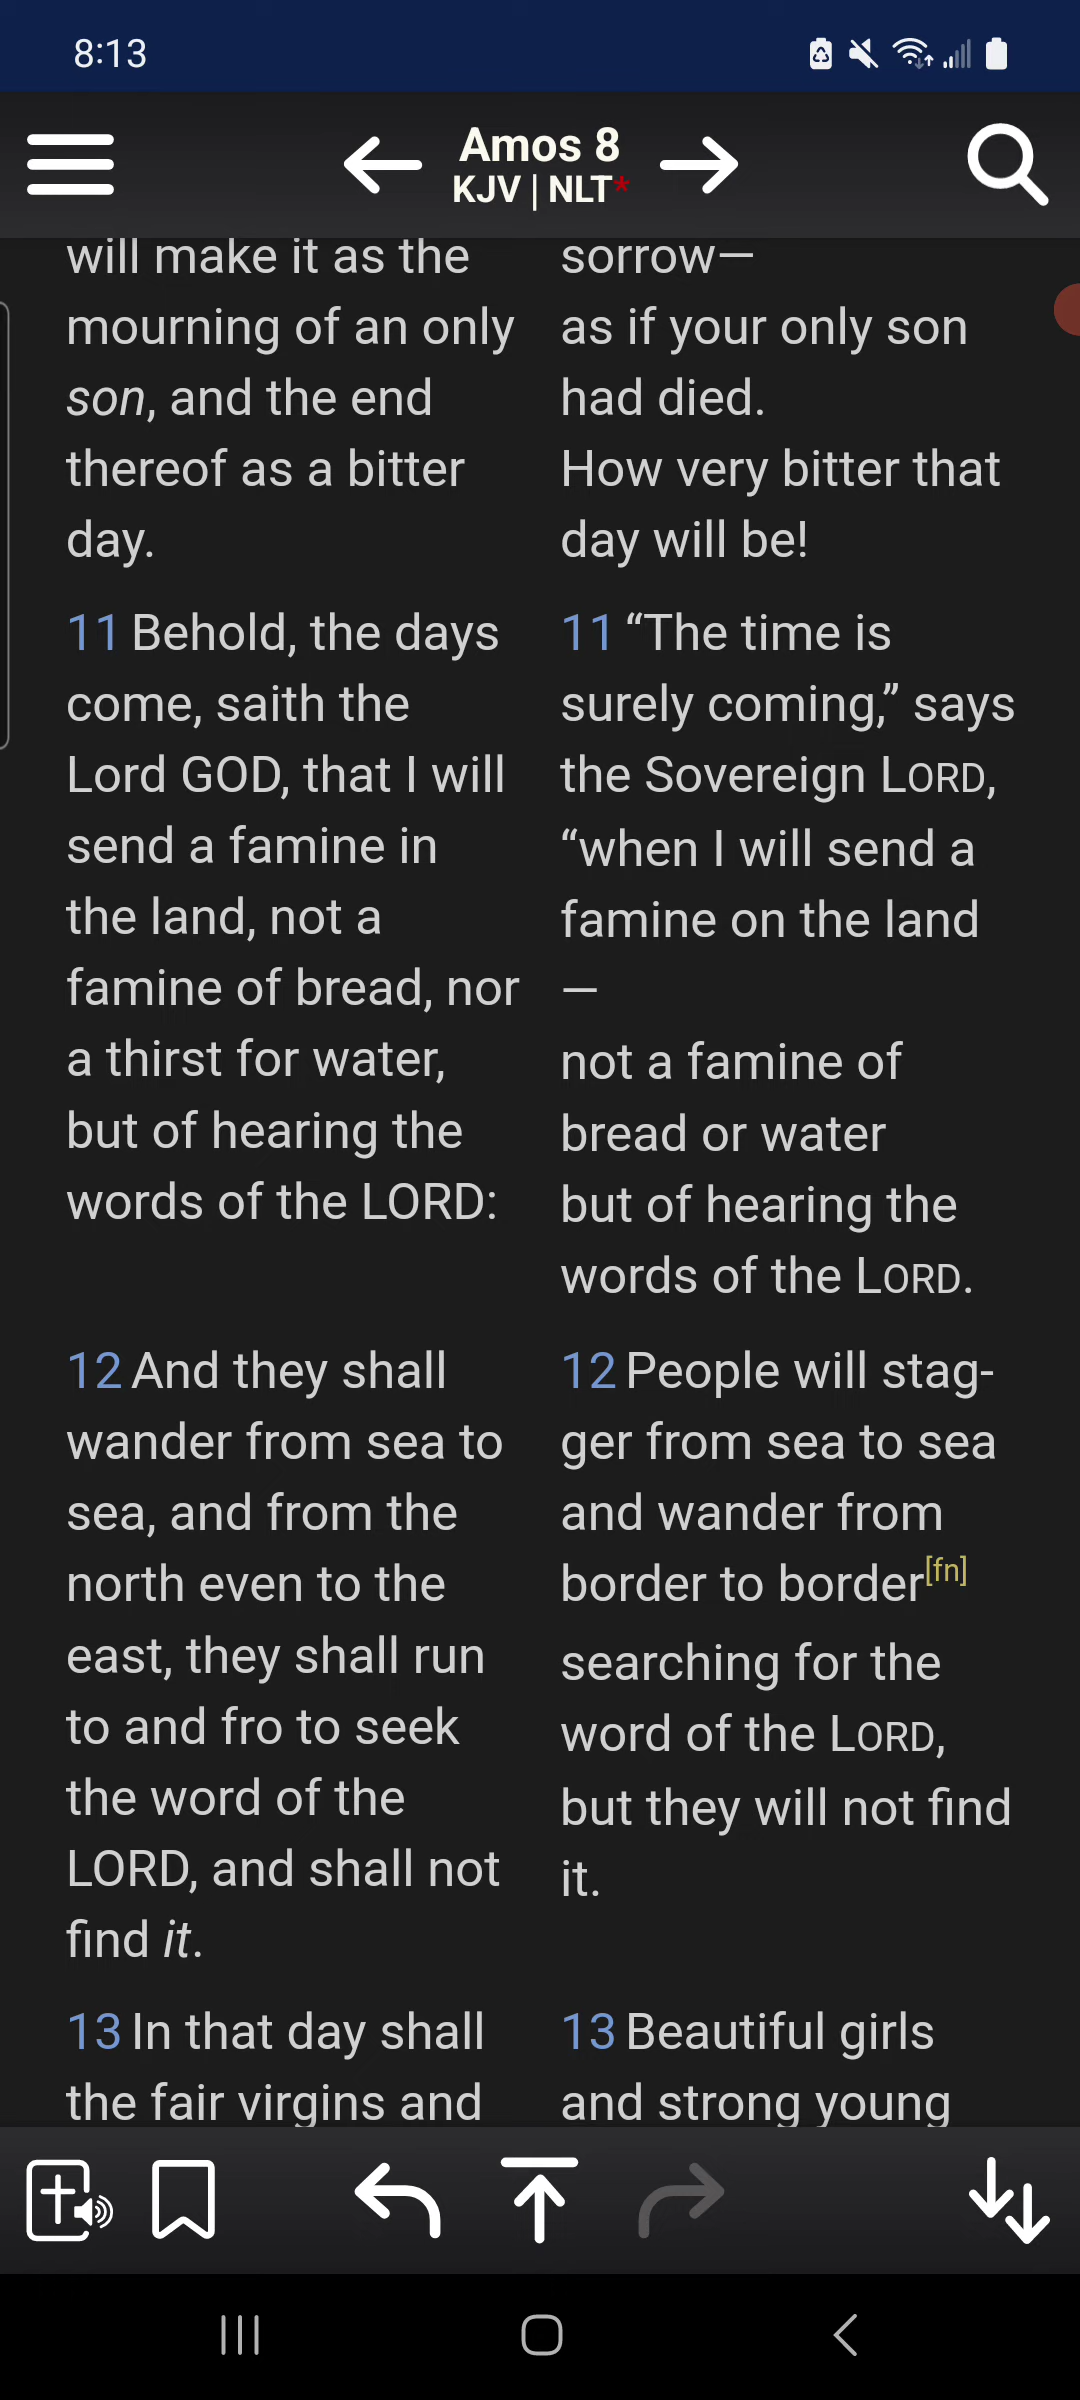 8:13
Amos 8
KJV | NLT*
will make it as the
mourning of an only
son, and the end
thereof as a bitter
day.
11 Behold, the days
come, saith the
Lord GOD, that I will
send a famine in
the land, not a
famine of bread, nor
a thirst for water,
but of hearing the
words of the LORD:
12 And they shall
wander from sea to
sea, and from the
north even to the
east, they shall run
to and fro to seek
the word of the
LORD, and shall not
find it.
13 In that day shall
the fair virgins and
sorrow—
as if your only son
had died.
How very bitter that
day will be!
11 “The time is
surely coming,” says
the Sovereign LORD,
“when I will send a
famine on the land
—
not a famine of
bread or water
but of hearing the
words of the LORD.
12 People will stag-
ger from sea to sea
and wander from
border to border[fn]
searching for the
word of the LORD,
but they will not find
it.
13 Beautiful girls
and strong young